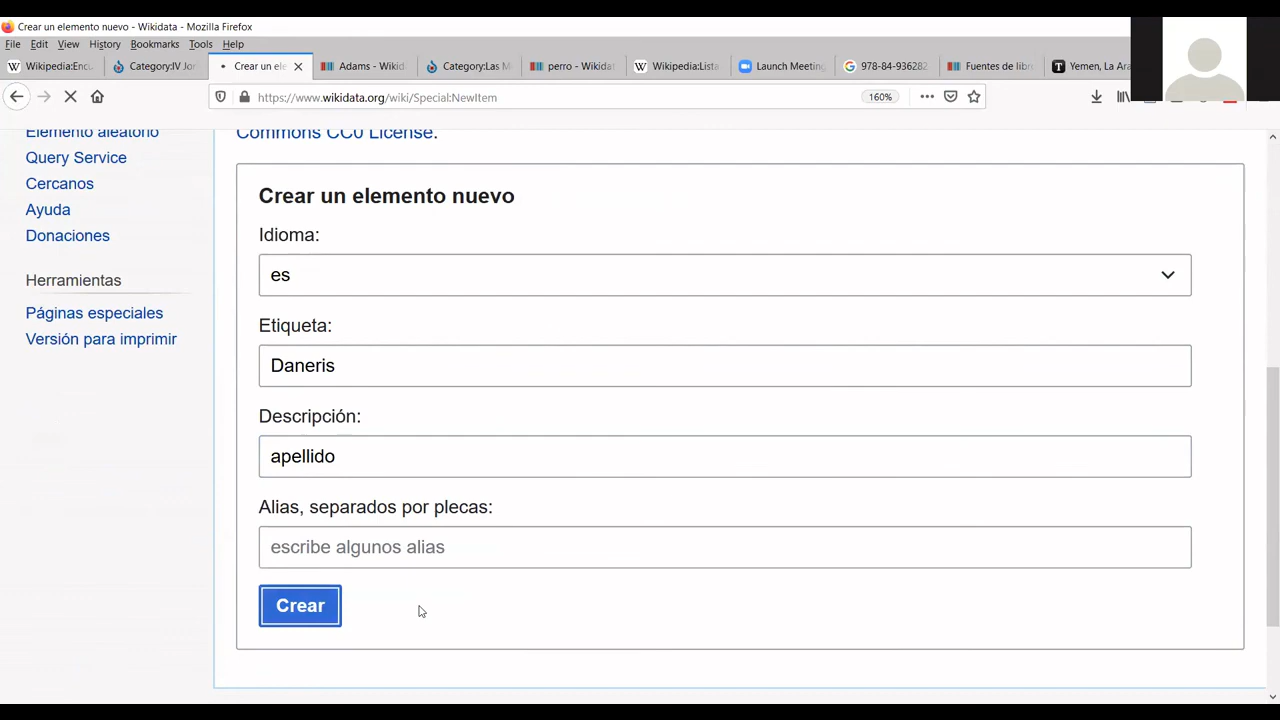 Crear un elemento nuevo - Wikidata - Mozilla Firefox
File Edit View History Bookmarks Tools Help
Wikipedia:Encu
Category:IV Jor
Crear un ele
Adams - Wikid
Category:Las M
perro - Wikidat
Wikipedia:Lista
Launch Meeting
978-84-936282
Fuentes de libre
Yemen, La Ara
https://www.wikidata.org/wiki/Special:NewItem
160%
Elemento aleatorio
Query Service
Cercanos
Ayuda
Donaciones
Herramientas
Páginas especiales
Versión para imprimir
Commons CC0 License.
Crear un elemento nuevo
Idioma:
es
Etiqueta:
Daneris
Descripción:
apellido
Alias, separados por plecas:
escribe algunos alias
Crear